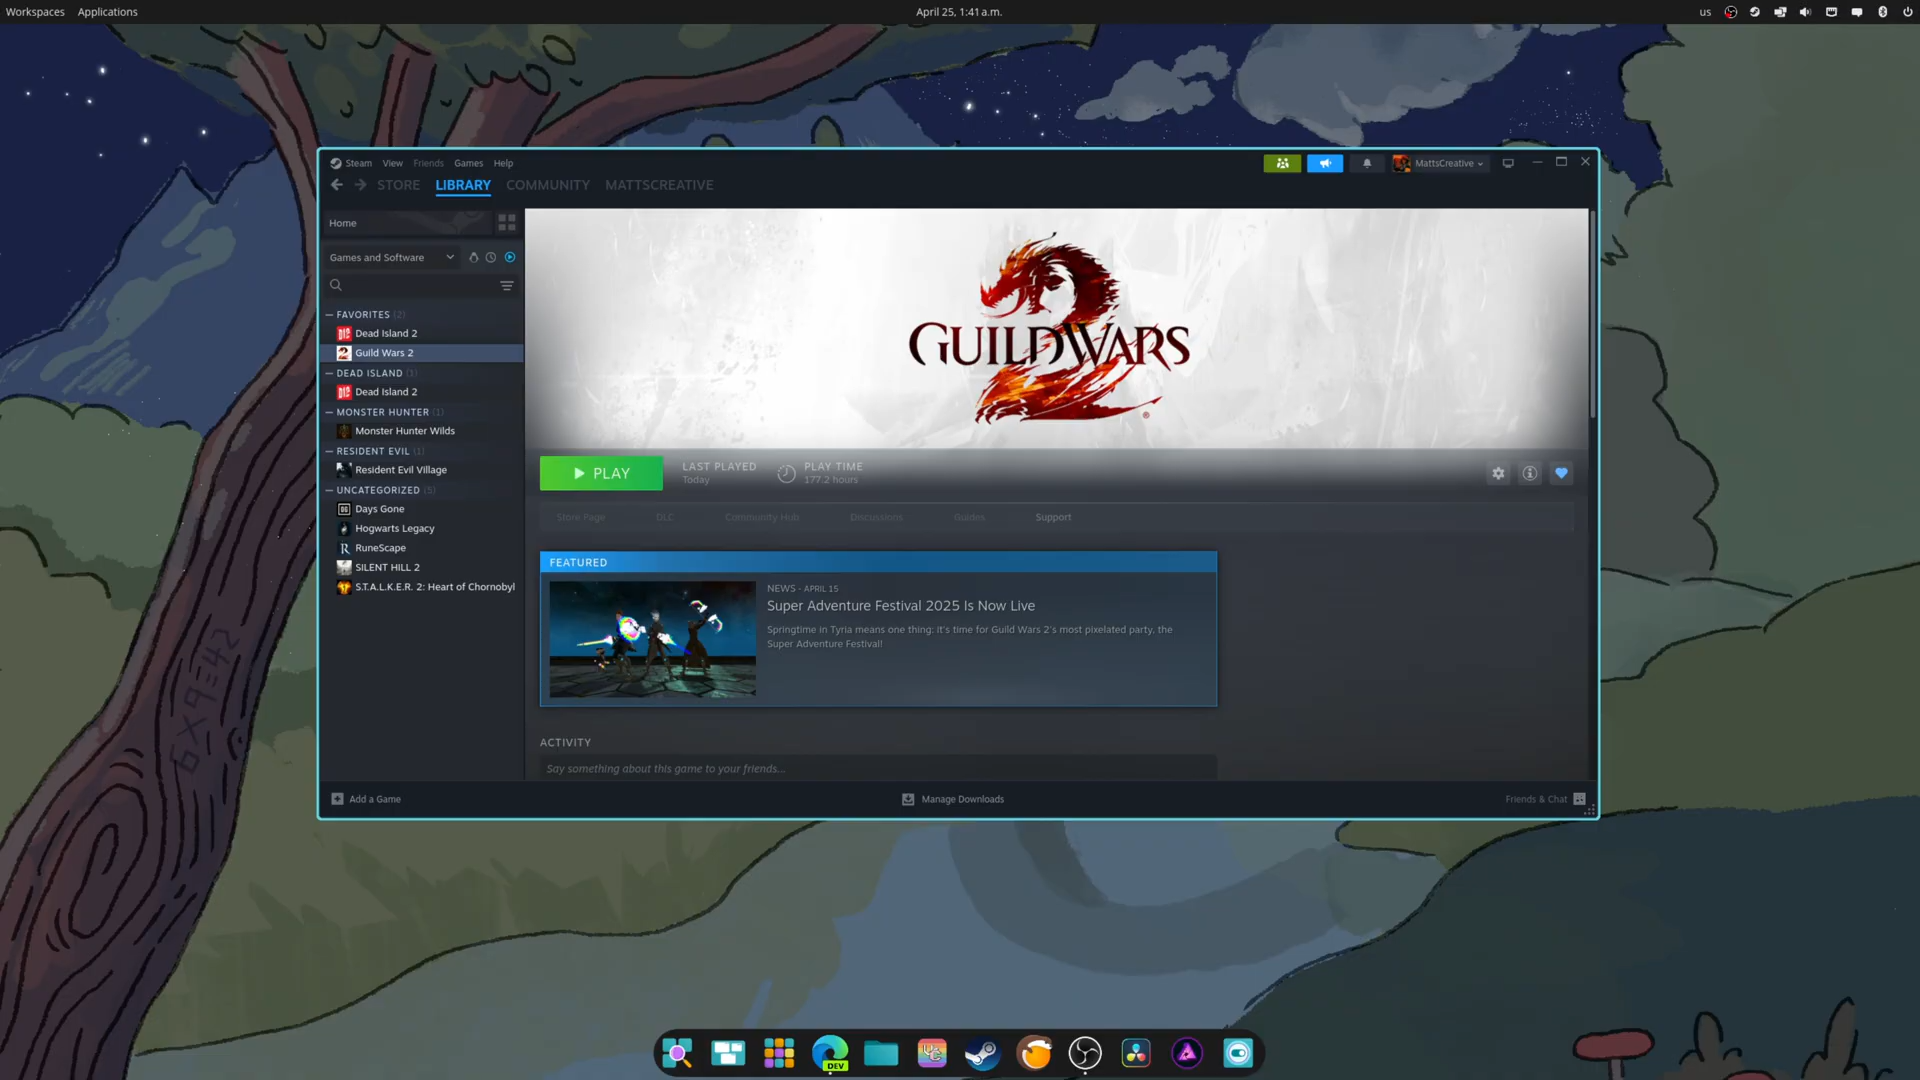 Workspaces Applications April 25, 1:41 a.m. us
Steam View Friends Games Help MattsCreative
STORE LIBRARY COMMUNITY MATTSCREATIVE
Home
Games and Software
FAVORITES (2)
Dead Island 2
Guild Wars 2
DEAD ISLAND (1)
Dead Island 2
MONSTER HUNTER (1)
Monster Hunter Wilds
RESIDENT EVIL (1)
Resident Evil Village
UNCATEGORIZED (5)
Days Gone
Hogwarts Legacy
RuneScape
SILENT HILL 2
S.T.A.L.K.E.R. 2: Heart of Chornobyl
GUILD WARS
2
®
PLAY
LAST PLAYED
Today
PLAY TIME
177.2 hours
Store Page DLC Community Hub Discussions Guides Support
FEATURED
NEWS - APRIL 15
Super Adventure Festival 2025 Is Now Live
Springtime in Tyria means one thing: it's time for Guild Wars 2's most pixelated party, the
Super Adventure Festival!
ACTIVITY
Say something about this game to your friends...
Add a Game Manage Downloads Friends & Chat
6×9=42
DEV